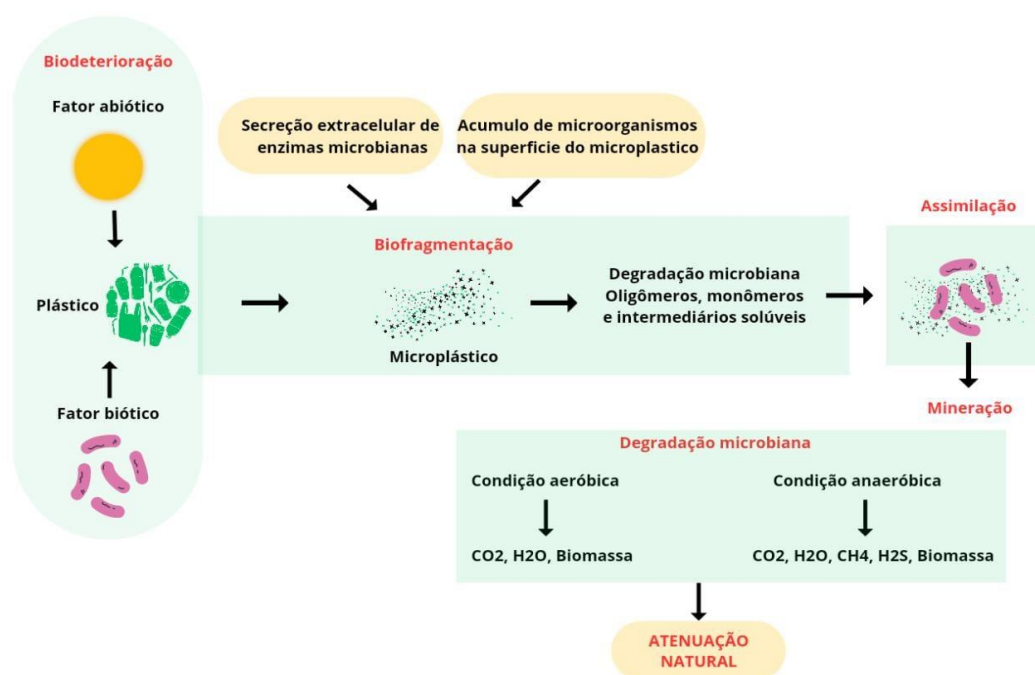 Biodeterioração
Fator abiótico
Plástico
Fator biótico
Secreção extracelular de
enzimas microbianas
Acumulo de microorganismos
na superficie do microplastico
Biofragmentação
Microplástico
Degradação microbiana
Oligômeros, monômeros
e intermediários solúveis
Assimilação
Mineração
Degradação microbiana
Condição aeróbica
CO2, H2O, Biomassa
Condição anaeróbica
CO2, H2O, CH4, H2S, Biomassa
ATENUAÇÃO
NATURAL